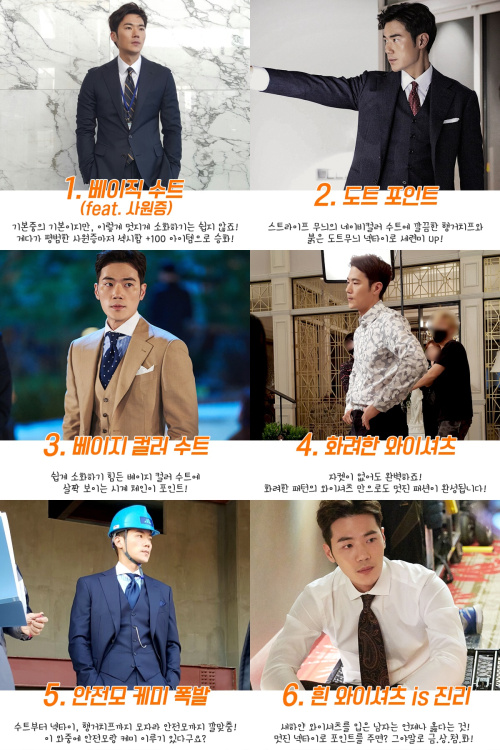 1. 베이직 수트
(feat. 사원증)
기본중의 기본이지만, 이렇게 멋지게 소화하기는 쉽지 않죠!
게다가 평범한 사원증마저 섹시함 +100 아이템으로 승화!
2. 도트 포인트
스트라이프 무늬의 네이비컬러 수트에 깔끔한 행거치프와
붉은 도트무늬 넥타이로 세련미 UP!
3. 베이지 컬러 수트
쉽게 소화하기 힘든 베이지 컬러 수트에
살짝 보이는 시계 체인이 포인트!
4. 화려한 와이셔츠
자켓이 없어도 완벽하죠!
화려한 패턴의 와이셔츠 만으로도 멋진 패션이 완성됩니다!
5. 안전모 케미 폭발
수트부터 넥타이, 행거치프까지 모자라 안전모까지 깔맞춤!
이 와중에 안전모랑 케미 이루기 있다구요?
6. 흰 와이셔츠 is 진리
새하얀 와이셔츠를 입은 남자는 언제나 옳다는 것!
멋진 넥타이로 포인트를 주면? 그야말로 금.상.첨.화!